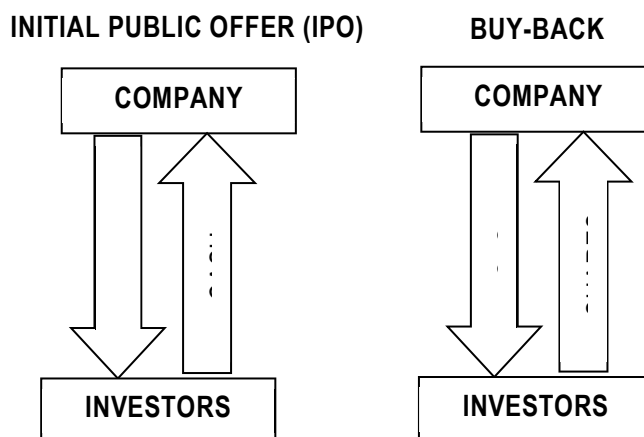 INITIAL PUBLIC OFFER (IPO)
BUY-BACK
COMPANY
COMPANY
INVESTORS
INVESTORS